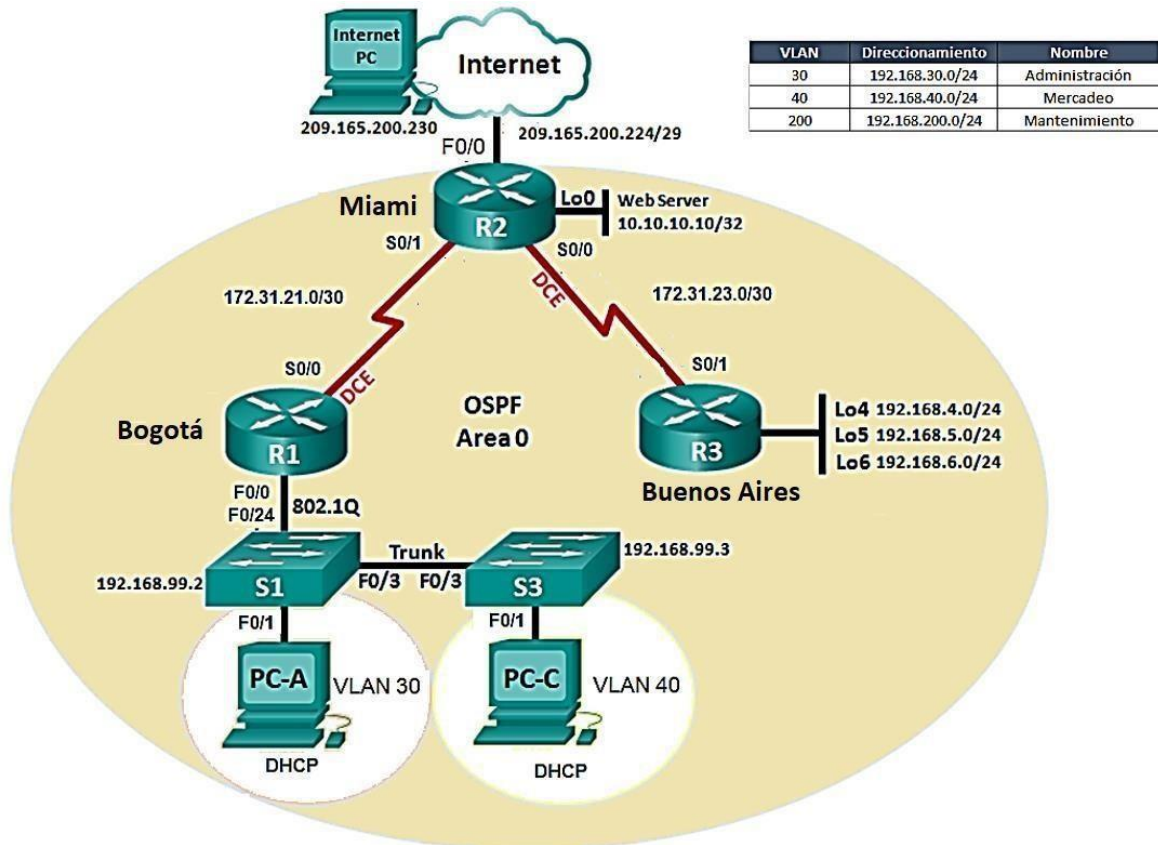 Internet
PC
Internet
209.165.200.230
209.165.200.224/29
F0/0
VLAN Direccionamiento Nombre
30 192.168.30.0/24 Administración
40 192.168.40.0/24 Mercadeo
200 192.168.200.0/24 Mantenimiento
Miami
R2
Lo0
Web Server
10.10.10.10/32
S0/1
S0/0
DCE
172.31.21.0/30
172.31.23.0/30
S0/0
DCE
S0/1
Bogotá
R1
OSPF
Area 0
R3
Buenos Aires
Lo4 192.168.4.0/24
Lo5 192.168.5.0/24
Lo6 192.168.6.0/24
F0/0
F0/24
802.1Q
192.168.99.2
S1
Trunk
F0/3 F0/3
S3
192.168.99.3
F0/1
F0/1
PC-A
VLAN 30
DHCP
PC-C
VLAN 40
DHCP